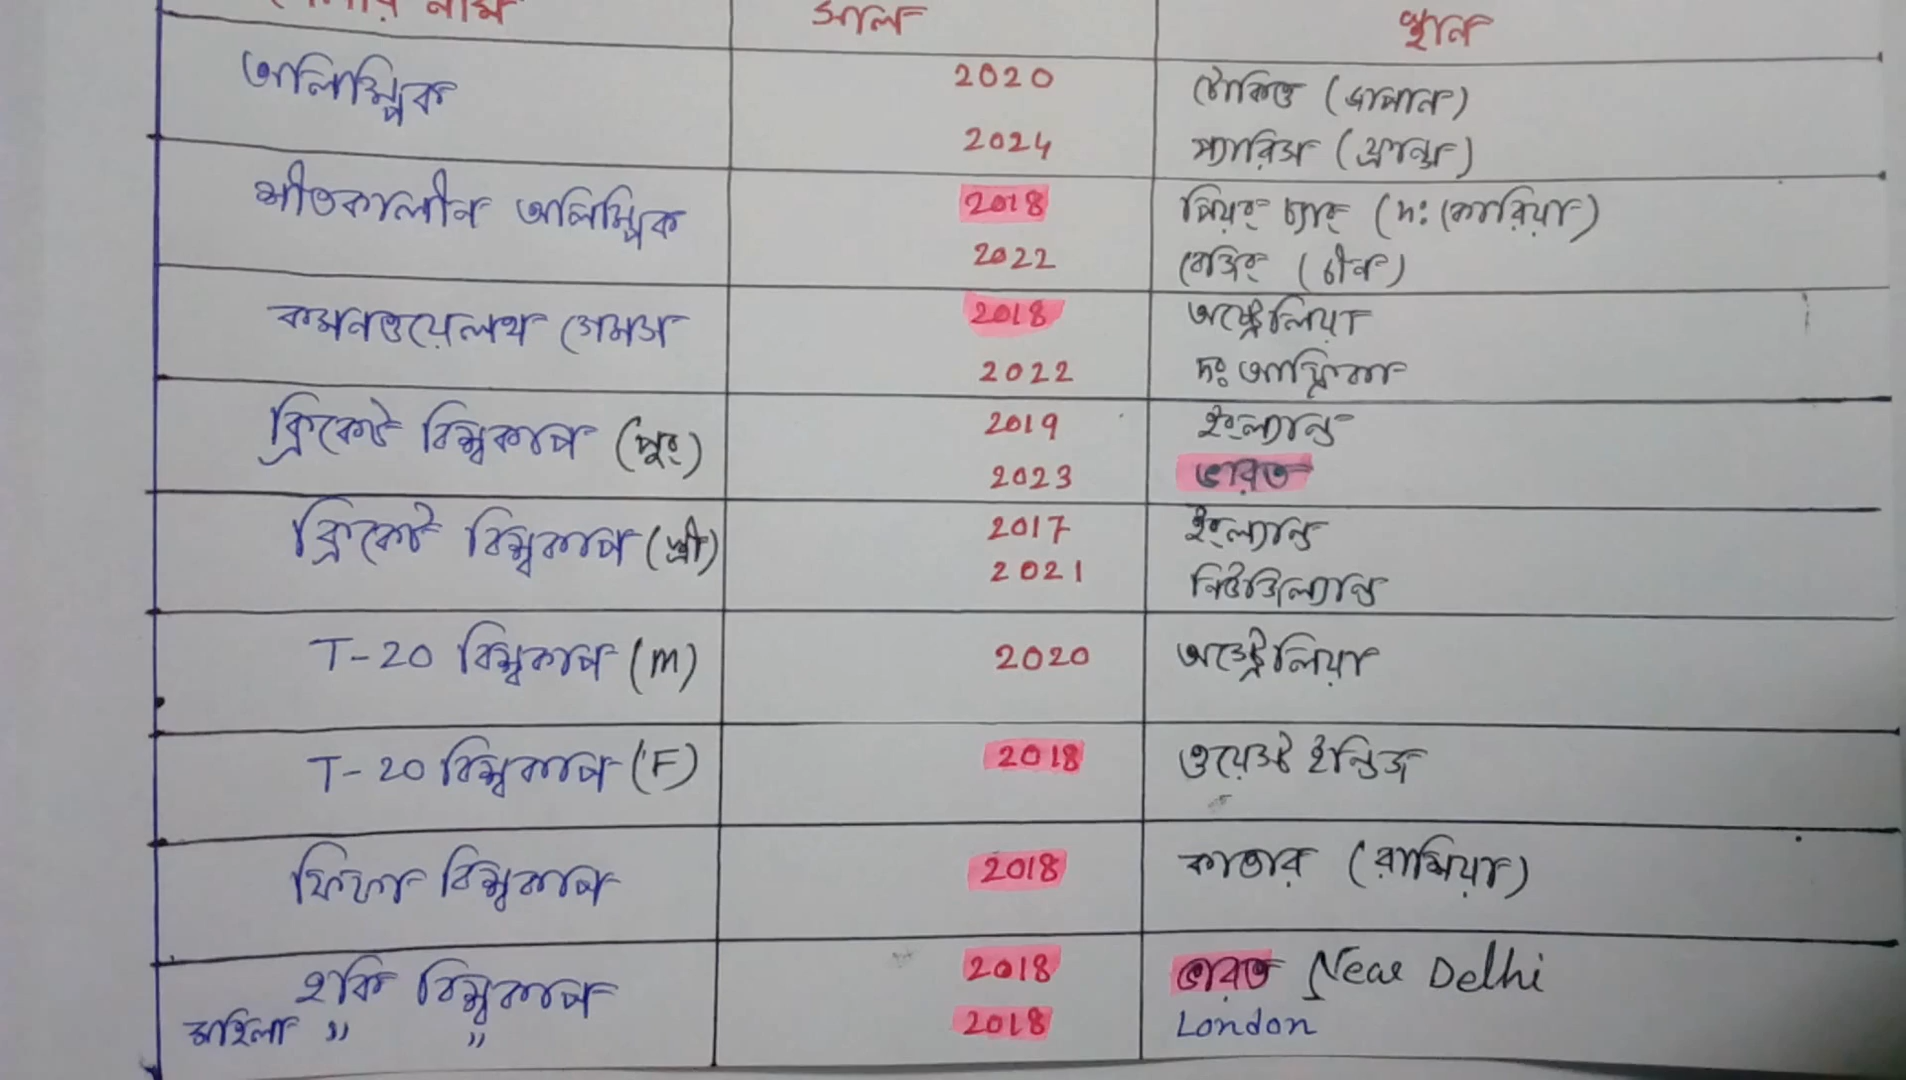 খেলার নাম সাল স্থান
অলিম্পিক 2020 টোকিও (জাপান)
2024 প্যারিস (ফ্রান্স)
শীতকালীন অলিম্পিক 2018 পিয়ং চ্যাং (দঃ কোরিয়া)
2022 বেজিং (চীন)
কমনওয়েলথ গেমস 2018 অষ্ট্রেলিয়া
2022 দঃ আফ্রিকা
ক্রিকেট বিশ্বকাপ (পুং) 2019 ইংল্যান্ড
2023 ভারত
ক্রিকেট বিশ্বকাপ (স্ত্রী) 2017 ইংল্যান্ড
2021 নিউজিল্যান্ড
T-20 বিশ্বকাপ (m) 2020 অস্ট্রেলিয়া
T-20 বিশ্বকাপ (F) 2018 ওয়েস্ট ইন্ডিজ
ফিফা বিশ্বকাপ 2018 কাতার (রাশিয়া)
হকি বিশ্বকাপ 2018 ভারত New Delhi
মহিলা " " 2018 London